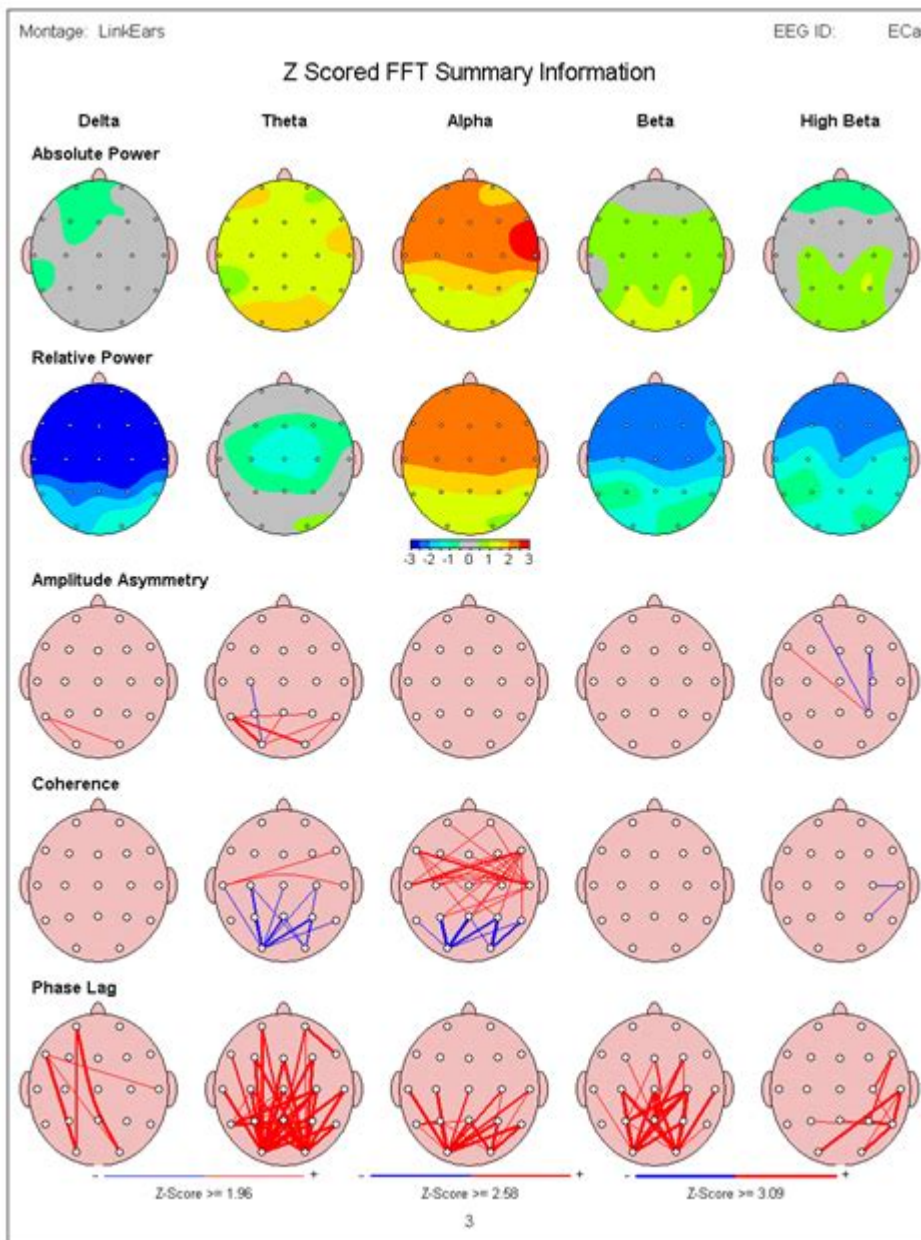 Montage: LinkEars EEG ID: ECa
Z Scored FFT Summary Information
Delta Theta Alpha Beta High Beta
Absolute Power
Relative Power
-3 -2 -1 0 1 2 3
Amplitude Asymmetry
Coherence
Phase Lag
- + - + - +
Z-Score >= 1.96 Z-Score >= 2.58 Z-Score >= 3.09
3